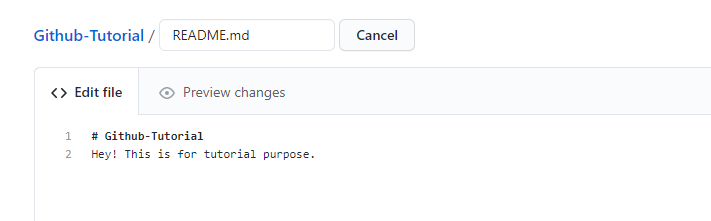 Github-Tutorial / README.md Cancel
<> Edit file Preview changes
1 # Github-Tutorial
2 Hey! This is for tutorial purpose.